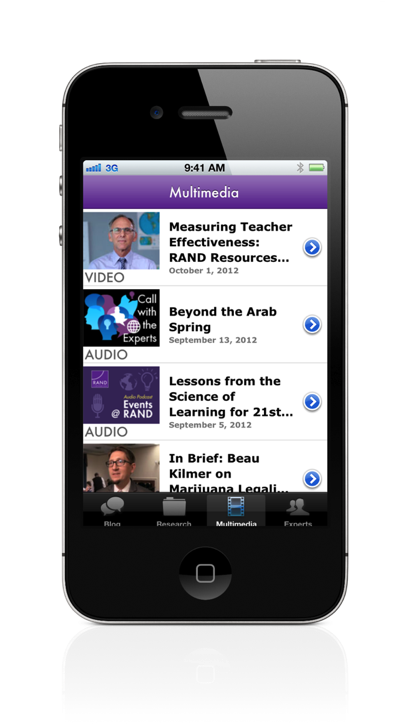 3G 9:41 AM
Multimedia
Measuring Teacher
Effectiveness:
RAND Resources...
October 1, 2012
VIDEO
Call
with
the
Experts
Beyond the Arab
Spring
September 13, 2012
AUDIO
RAND
Audio Podcast
Events
@ RAND
Lessons from the
Science of
Learning for 21st...
September 5, 2012
AUDIO
In Brief: Beau
Kilmer on
Marijuana Legali...
Blog Research Multimedia Experts